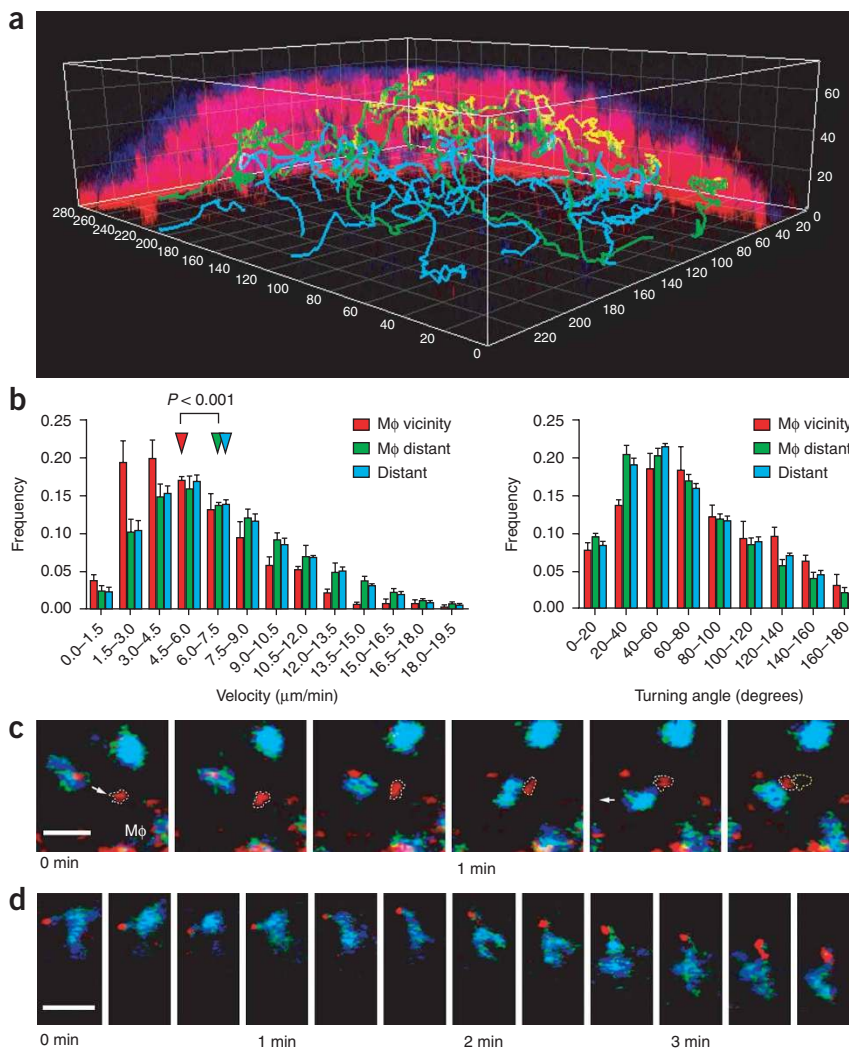 a
60
40
20
0
280
260
240
220
200
180
160
140
120
100
80
60
40
20
0
20
40
60
80
100
120
140
160
180
200
220
b
P < 0.001
0.25
0.20
0.15
0.10
0.05
0.00
Frequency
Mϕ vicinity
Mϕ distant
Distant
0.0–1.5
1.5–3.0
3.0–4.5
4.5–6.0
6.0–7.5
7.5–9.0
9.0–10.5
10.5–12.0
12.0–13.5
13.5–15.0
15.0–16.5
16.5–18.0
18.0–19.5
Velocity (μm/min)
0.25
0.20
0.15
0.10
0.05
0.00
Frequency
Mϕ vicinity
Mϕ distant
Distant
0–20
20–40
40–60
60–80
80–100
100–120
120–140
140–160
160–180
Turning angle (degrees)
c
Mϕ
0 min
1 min
d
0 min
1 min
2 min
3 min